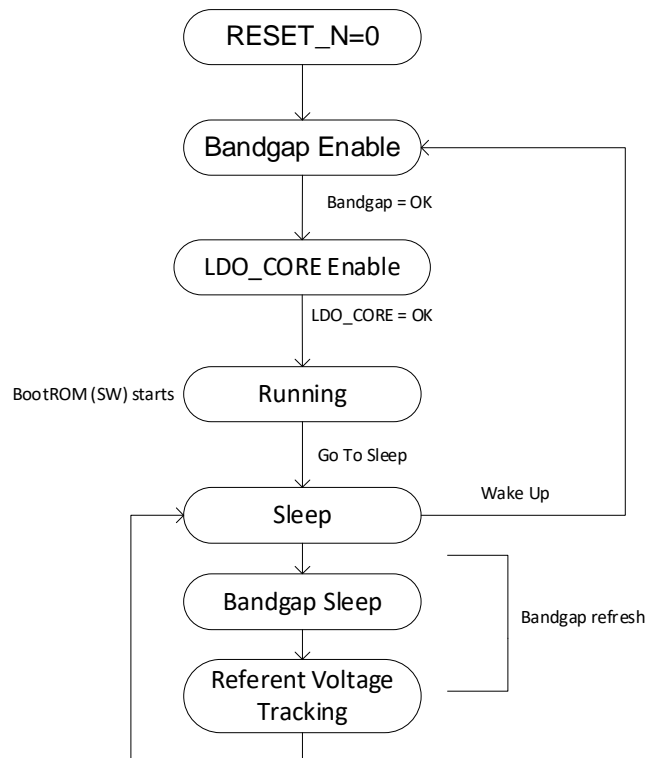 RESET_N=0
Bandgap Enable
Bandgap = OK
LDO_CORE Enable
LDO_CORE = OK
BootROM (SW) starts
Running
Go To Sleep
Sleep
Wake Up
Bandgap Sleep
Bandgap refresh
Referent Voltage
Tracking